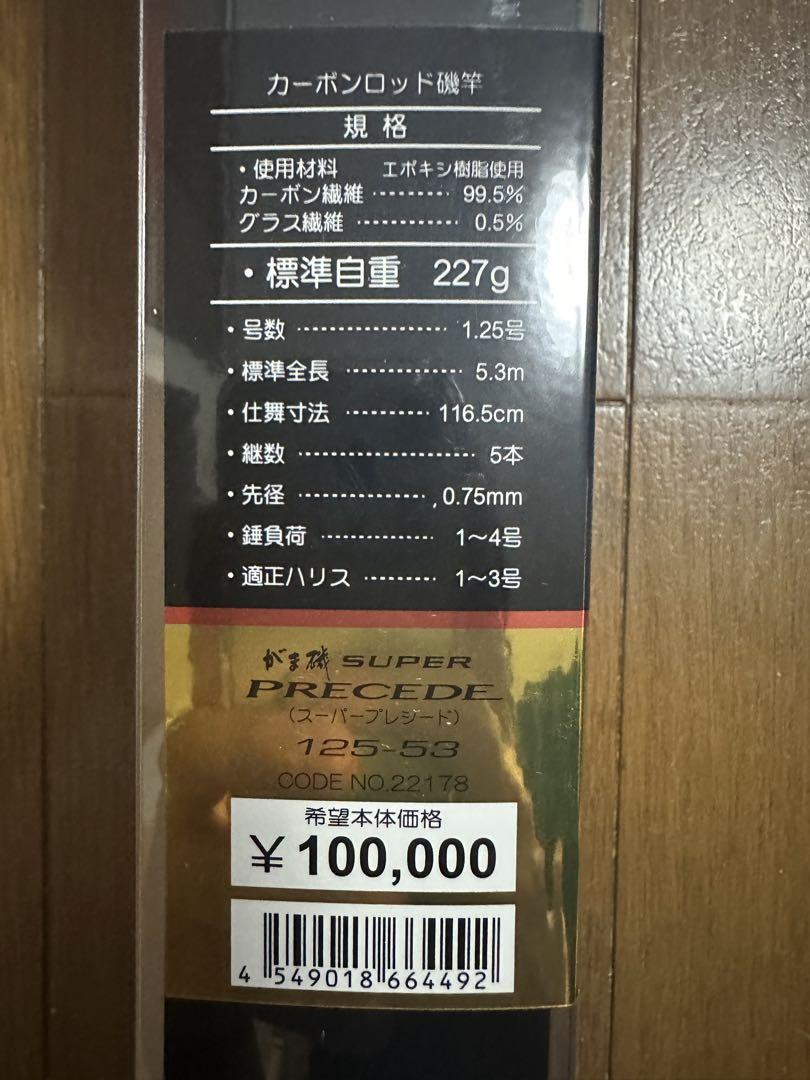 カーボンロッド磯竿
規格
・使用材料 エポキシ樹脂使用
カーボン繊維 ········· 99.5%
グラス繊維 ············ 0.5%
・標準自重 227g
・号数 ·················· 1.25号
・標準全長 ·············· 5.3m
・仕舞寸法 ·········· 116.5cm
・継数 ······················ 5本
・先径 ················ 0.75mm
・錘負荷 ·············· 1〜4号
・適正ハリス ········· 1〜3号
がま磯 SUPER
PRECEDE
(スーパープレシード)
125-53
CODE NO.22178
希望本体価格
¥100,000
4 549018 664492